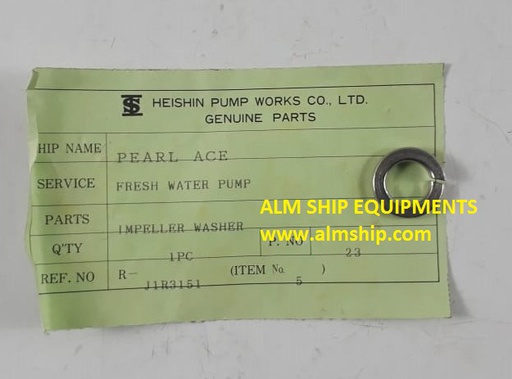 HEISHIN PUMP WORKS CO., LTD.
GENUINE PARTS
HIP NAME PEARL ACE
SERVICE FRESH WATER PUMP
PARTS IMPELLER WASHER
Q'TY 1PC P. NO 23
REF. NO R- J1R3151 (ITEM No. 5 )
ALM SHIP EQUIPMENTS
www.almship.com